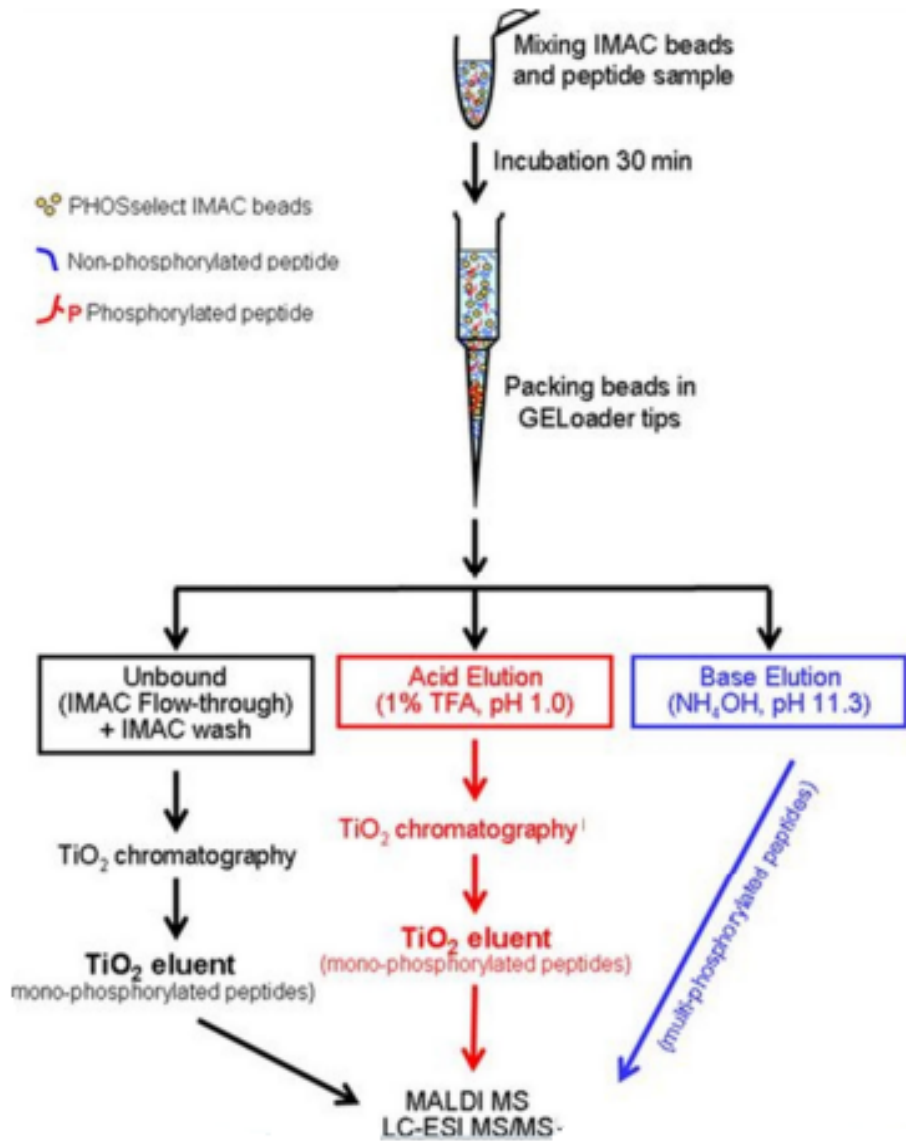 Mixing IMAC beads
and peptide sample
Incubation 30 min
PHOSselect IMAC beads
Non-phosphorylated peptide
P Phosphorylated peptide
Packing beads in
GELoader tips
Unbound
(IMAC Flow-through)
+ IMAC wash
Acid Elution
(1% TFA, pH 1.0)
Base Elution
(NH₄OH, pH 11.3)
TiO₂ chromatography
TiO₂ chromatography
(multi-phosphorylated peptides)
TiO₂ eluent
(mono-phosphorylated peptides)
TiO₂ eluent
mono-phosphorylated peptides)
MALDI MS
LC-ESI MS/MS